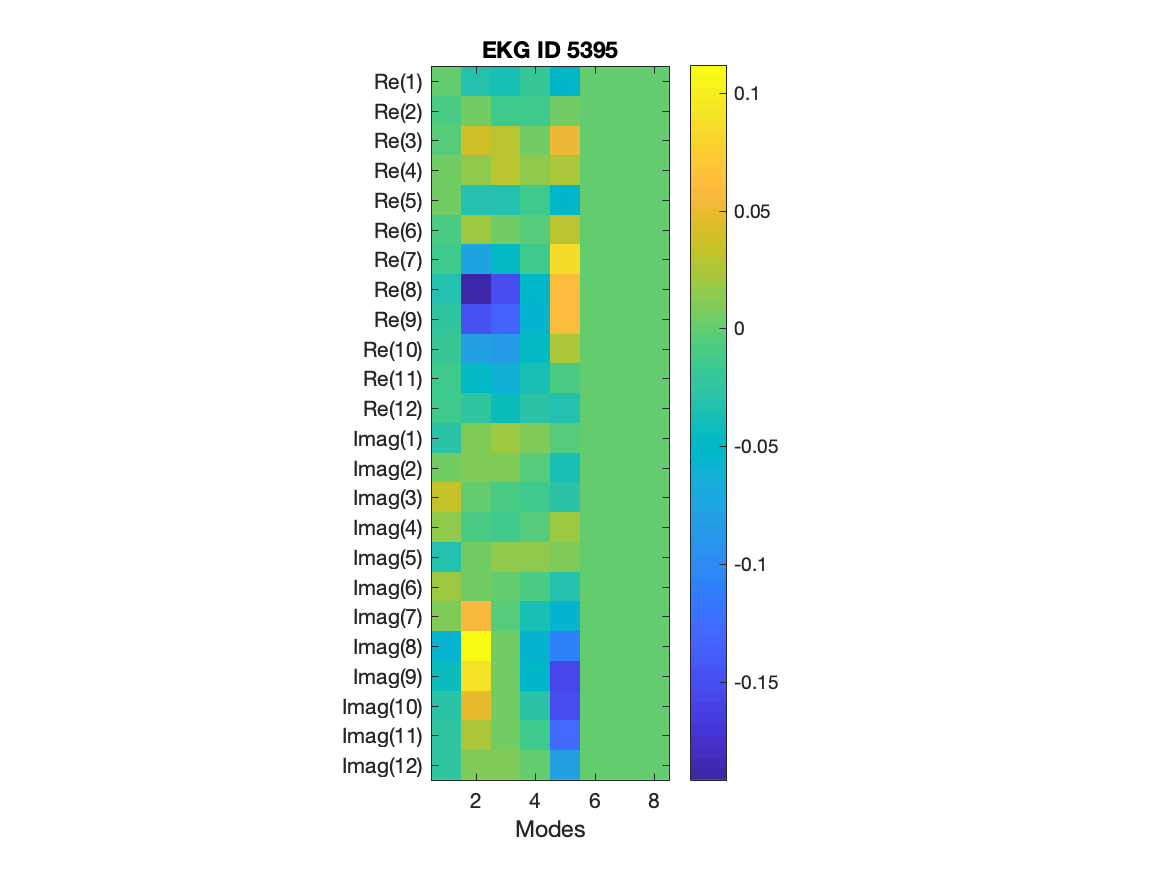 EKG ID 5395
Re(1)
Re(2)
Re(3)
Re(4)
Re(5)
Re(6)
Re(7)
Re(8)
Re(9)
Re(10)
Re(11)
Re(12)
Imag(1)
Imag(2)
Imag(3)
Imag(4)
Imag(5)
Imag(6)
Imag(7)
Imag(8)
Imag(9)
Imag(10)
Imag(11)
Imag(12)
2 4 6 8
Modes
0.1
0.05
0
-0.05
-0.1
-0.15